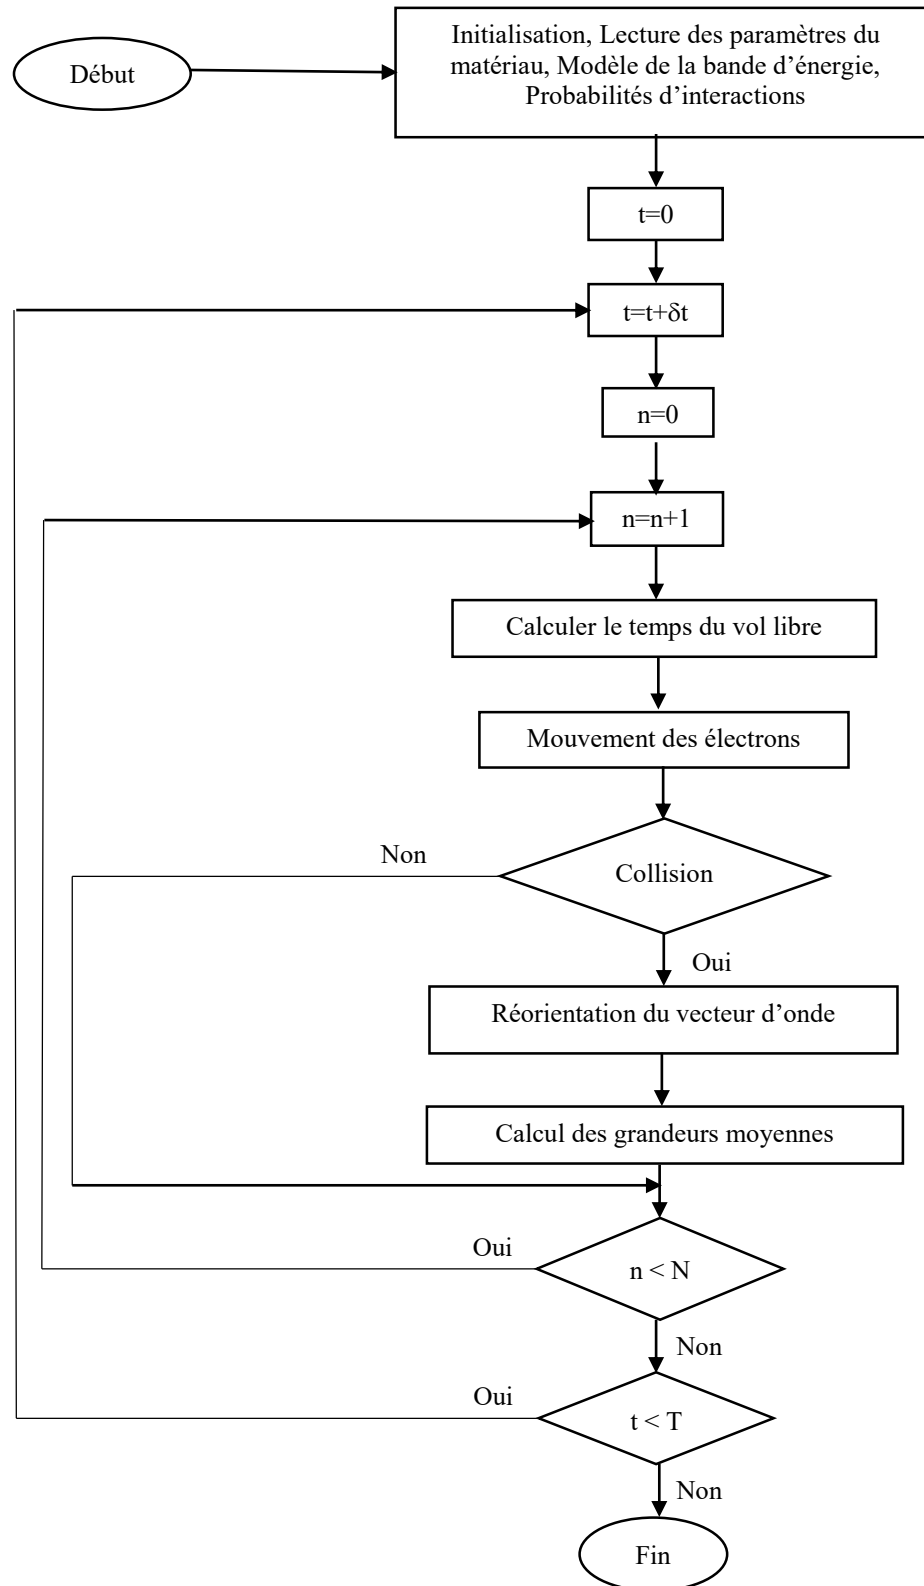 Début
Initialisation, Lecture des paramètres du
matériau, Modèle de la bande d’énergie,
Probabilités d’interactions
t=0
t=t+δt
n=0
n=n+1
Calculer le temps du vol libre
Mouvement des électrons
Non
Collision
Oui
Réorientation du vecteur d’onde
Calcul des grandeurs moyennes
Oui
n < N
Non
Oui
t < T
Non
Fin